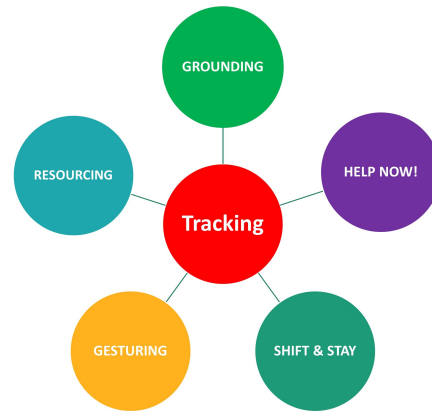 GROUNDING
RESOURCING
HELP NOW!
Tracking
GESTURING
SHIFT & STAY